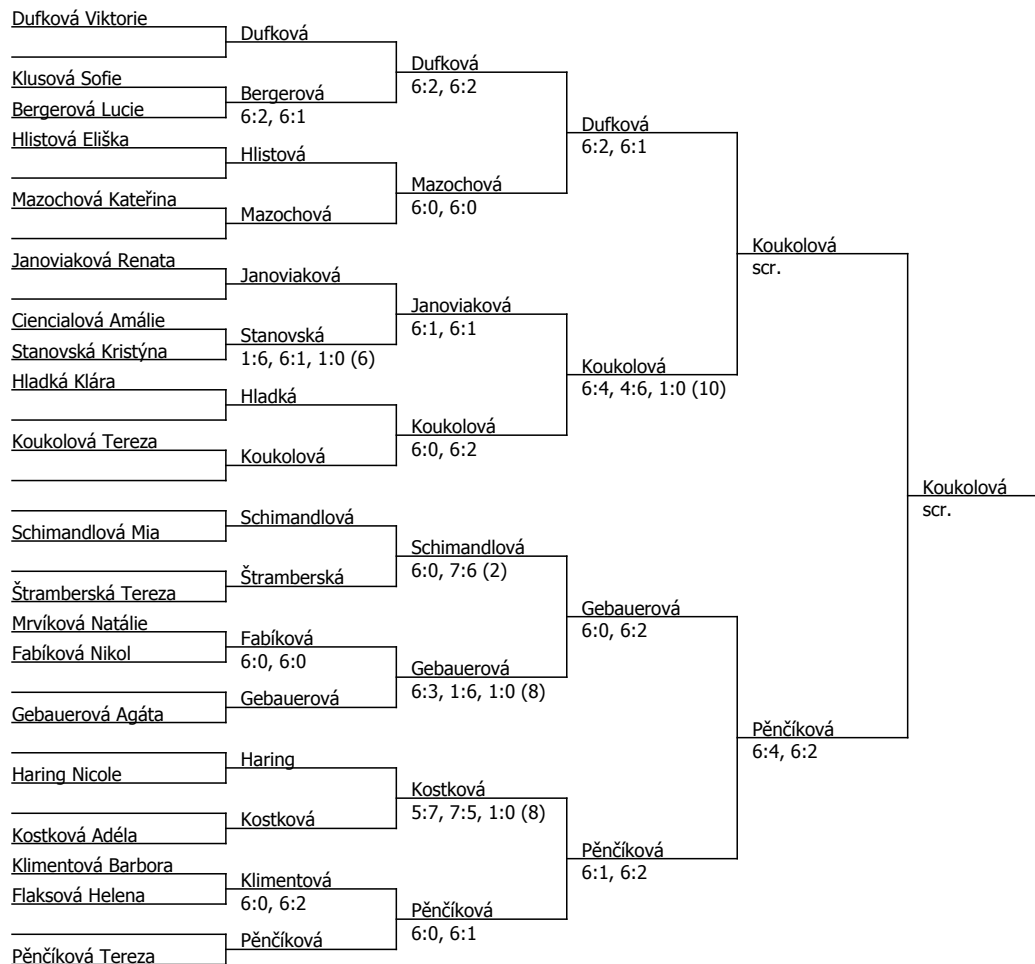 Dufková Viktorie
Klusová Sofie
Bergerová Lucie
Hlistová Eliška
Mazochová Kateřina
Janoviaková Renata
Ciencialová Amálie
Stanovská Kristýna
Hladká Klára
Koukolová Tereza
Schimandlová Mia
Štramberská Tereza
Mrvíková Natálie
Fabíková Nikol
Gebauerová Agáta
Haring Nicole
Kostková Adéla
Klimentová Barbora
Flaksová Helena
Pěnčíková Tereza
Dufková
Bergerová
6:2, 6:1
Hlistová
Mazochová
Janoviaková
Stanovská
1:6, 6:1, 1:0 (6)
Hladká
Koukolová
Schimandlová
Štramberská
Fabíková
6:0, 6:0
Gebauerová
Haring
Kostková
Klimentová
6:0, 6:2
Pěnčíková
Dufková
6:2, 6:2
Mazochová
6:0, 6:0
Janoviaková
6:1, 6:1
Koukolová
6:0, 6:2
Schimandlová
6:0, 7:6 (2)
Gebauerová
6:3, 1:6, 1:0 (8)
Kostková
5:7, 7:5, 1:0 (8)
Pěnčíková
6:0, 6:1
Dufková
6:2, 6:1
Koukolová
6:4, 4:6, 1:0 (10)
Gebauerová
6:0, 6:2
Pěnčíková
6:1, 6:2
Koukolová
scr.
Pěnčíková
6:4, 6:2
Koukolová
scr.